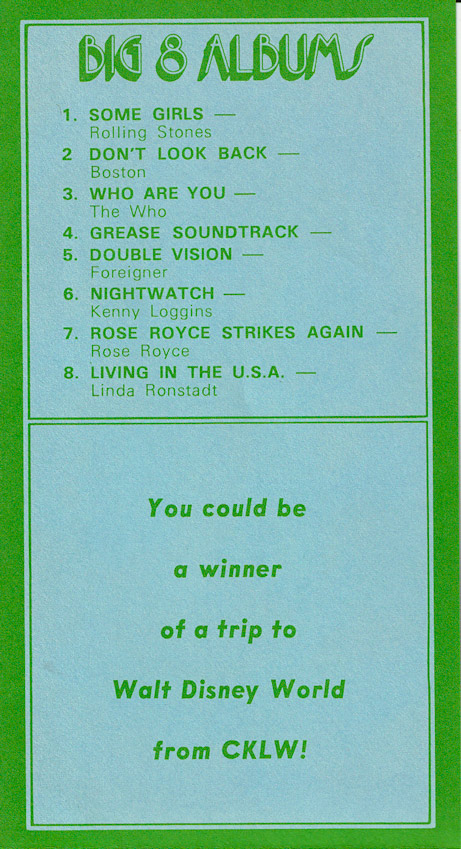 BIG 8 ALBUMS
1. SOME GIRLS —
Rolling Stones
2 DON'T LOOK BACK —
Boston
3. WHO ARE YOU —
The Who
4. GREASE SOUNDTRACK —
5. DOUBLE VISION —
Foreigner
6. NIGHTWATCH —
Kenny Loggins
7. ROSE ROYCE STRIKES AGAIN —
Rose Royce
8. LIVING IN THE U.S.A. —
Linda Ronstadt
You could be
a winner
of a trip to
Walt Disney World
from CKLW!